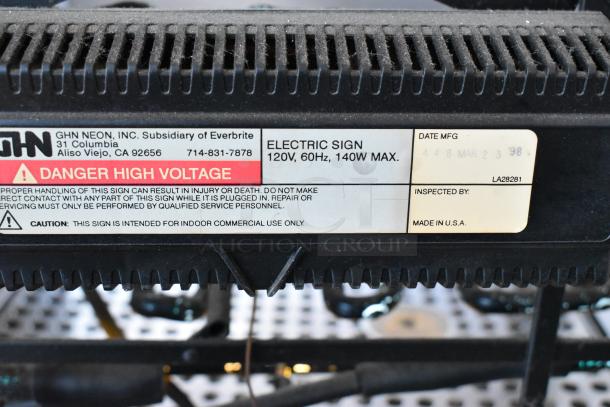 GHN
GHN NEON, INC. Subsidiary of Everbrite
31 Columbia
Aliso Viejo, CA 92656 714-831-7878
DANGER HIGH VOLTAGE
PROPER HANDLING OF THIS SIGN CAN RESULT IN INJURY OR DEATH. DO NOT MAKE
RECT CONTACT WITH ANY PART OF THIS SIGN WHILE IT IS PLUGGED IN. REPAIR OR
ERVICING MUST ONLY BE PERFORMED BY QUALIFIED SERVICE PERSONNEL.
CAUTION: THIS SIGN IS INTENDED FOR INDOOR COMMERCIAL USE ONLY
ELECTRIC SIGN
120V, 60Hz, 140W MAX.
DATE MFG
MAR 23 98
LA28281
INSPECTED BY:
MADE IN U.S.A.
AUCTION GROUP